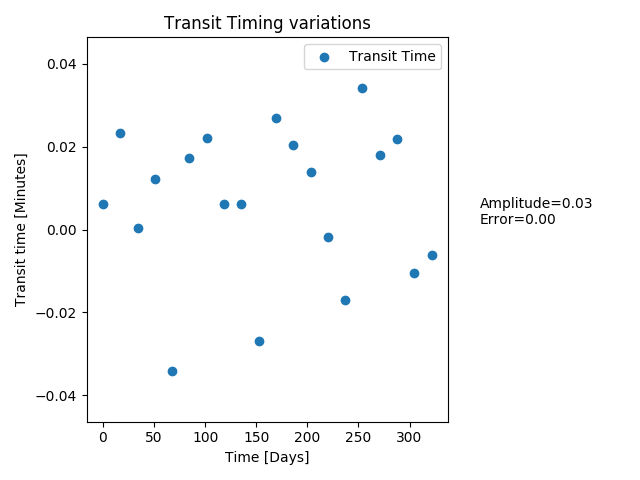 Transit Timing variations
Transit Time
0.04
0.02
0.00
−0.02
−0.04
Transit time [Minutes]
0 50 100 150 200 250 300
Time [Days]
Amplitude=0.03
Error=0.00